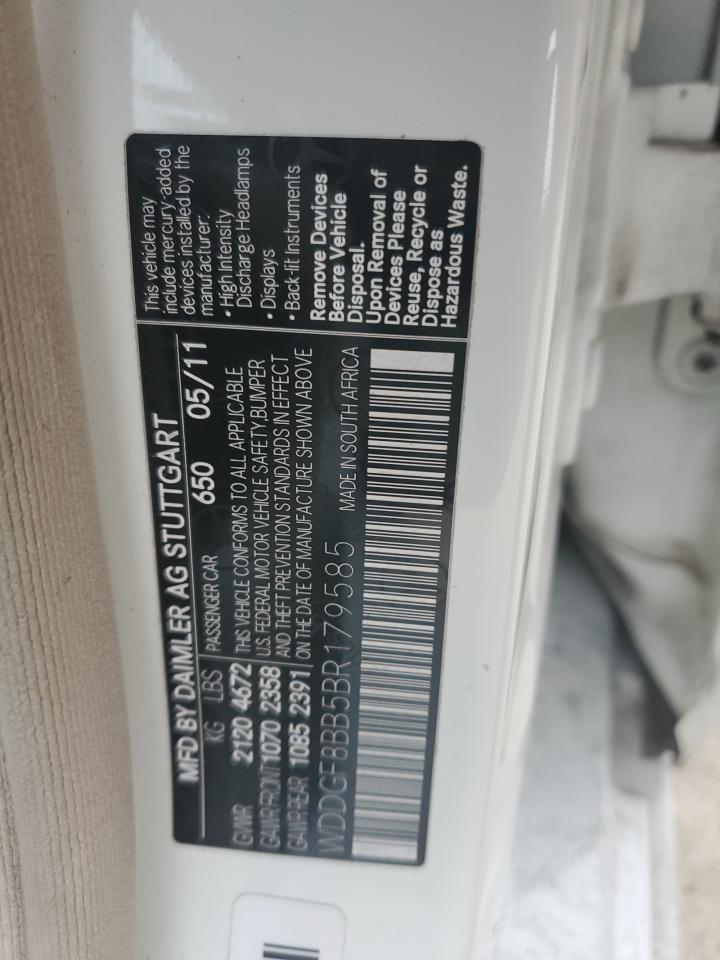 MFD BY DAIMLER AG STUTTGART
KG LBS PASSENGER CAR 650 05/11
GVWR 2120 4672 THIS VEHICLE CONFORMS TO ALL APPLICABLE
GAWR FRONT 1070 2358 U.S. FEDERAL MOTOR VEHICLE SAFETY BUMPER
AND THEFT PREVENTION STANDARDS IN EFFECT
GAWR REAR 1085 2391 ON THE DATE OF MANUFACTURE SHOWN ABOVE
WDDGF8BB5BR179585 MADE IN SOUTH AFRICA
This vehicle may
include mercury-added
devices installed by the
manufacturer:
• High Intensity
Discharge Headlamps
• Displays
• Back-lit Instruments
Remove Devices
Before Vehicle
Disposal.
Upon Removal of
Devices Please
Reuse, Recycle or
Dispose as
Hazardous Waste.